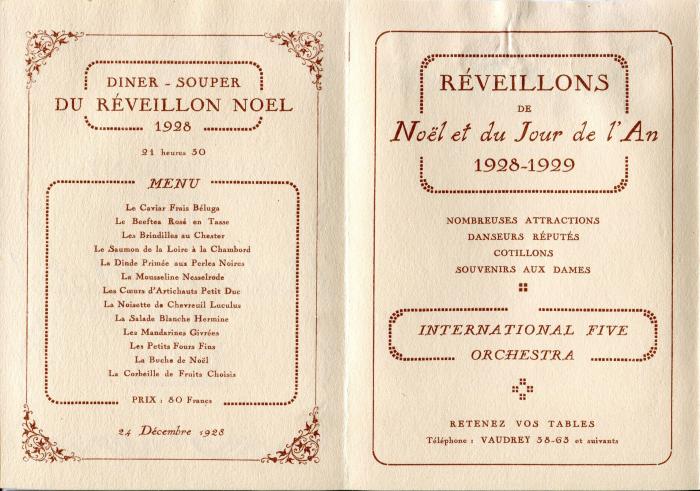 DINER - SOUPER
DU RÉVEILLON NOEL
1928
21 heures 30
MENU
Le Caviar Frais Béluga
Le Beeftea Rosé en Tasse
Les Brindilles au Chester
Le Saumon de la Loire à la Chambord
La Dinde Primée aux Perles Noires
La Mousseline Nesselrode
Les Cœurs d'Artichauts Petit Duc
La Noisette de Chevreuil Luculus
La Salade Blanche Hermine
Les Mandarines Givrées
Les Petits Fours Fins
La Buche de Noël
La Corbeille de Fruits Choisis
PRIX : 80 Francs
24 Décembre 1928
RÉVEILLONS
DE
Noël et du Jour de l'An
1928-1929
NOMBREUSES ATTRACTIONS
DANSEURS RÉPUTÉS
COTILLONS
SOUVENIRS AUX DAMES
INTERNATIONAL FIVE
ORCHESTRA
RETENEZ VOS TABLES
Téléphone : VAUDREY 58-63 et suivants